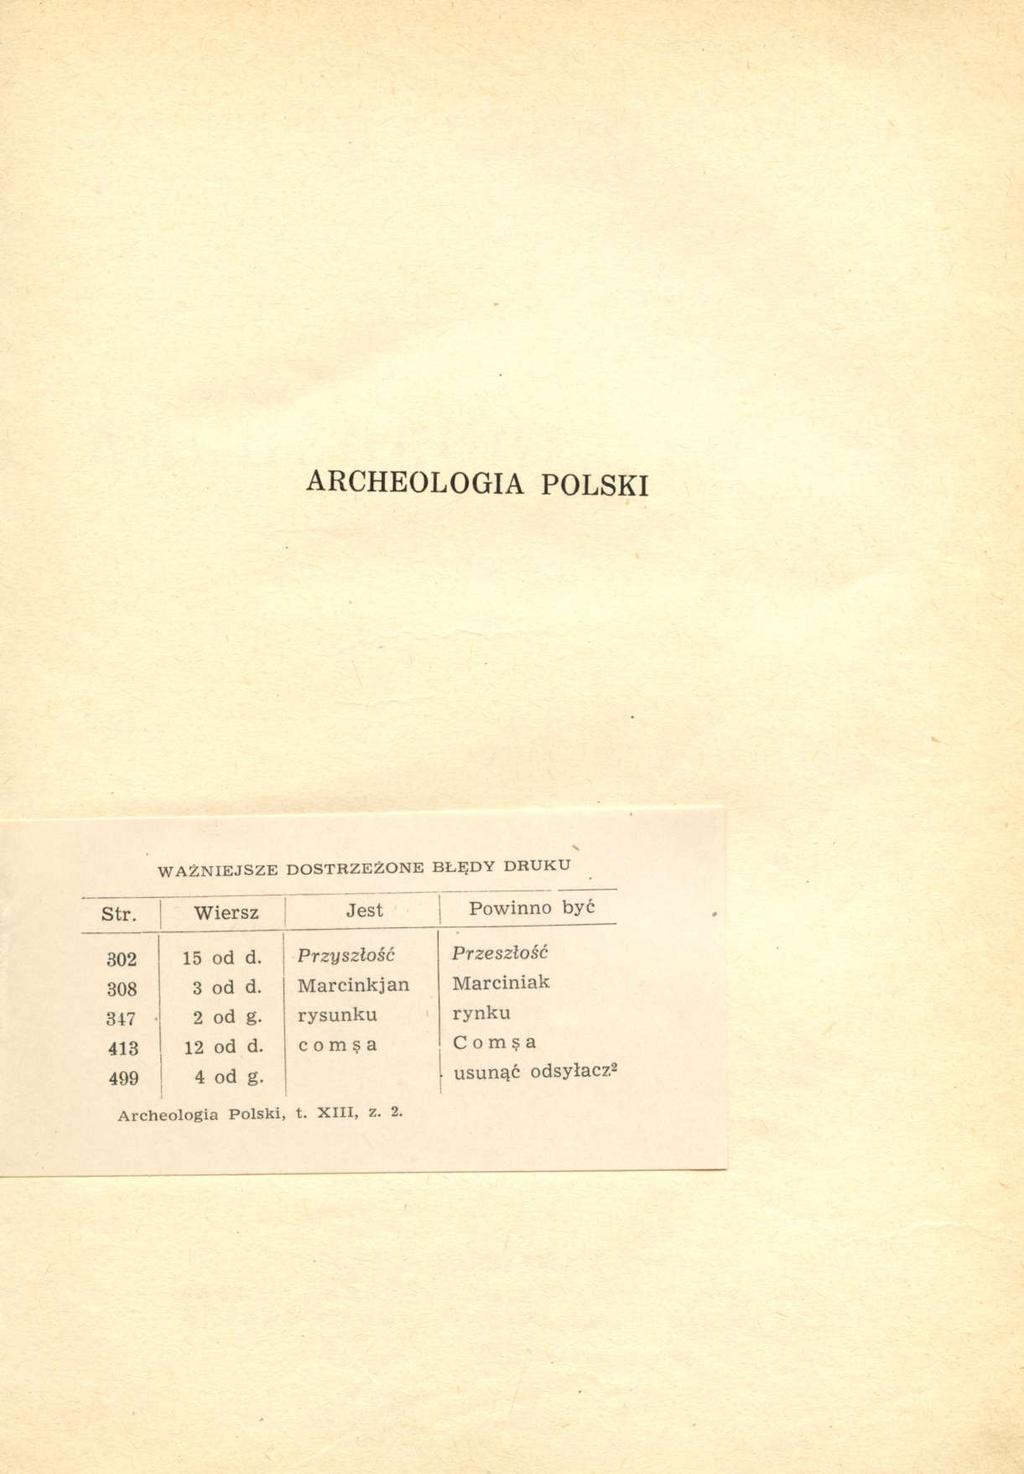 ARCHEOLOGIA POLSKI
WAŻNIEJSZE DOSTRZEŻONE BŁĘDY DRUKU
Str. Wiersz Jest Powinno być
302 15 od d. Przyszłość Przeszłość
308 3 od d. Marcinkjan Marciniak
347 2 od g. rysunku rynku
413 12 od d. comşa Comşa
499 4 od g. usunąć odsyłacz²
Archeologia Polski, t. XIII, z. 2.